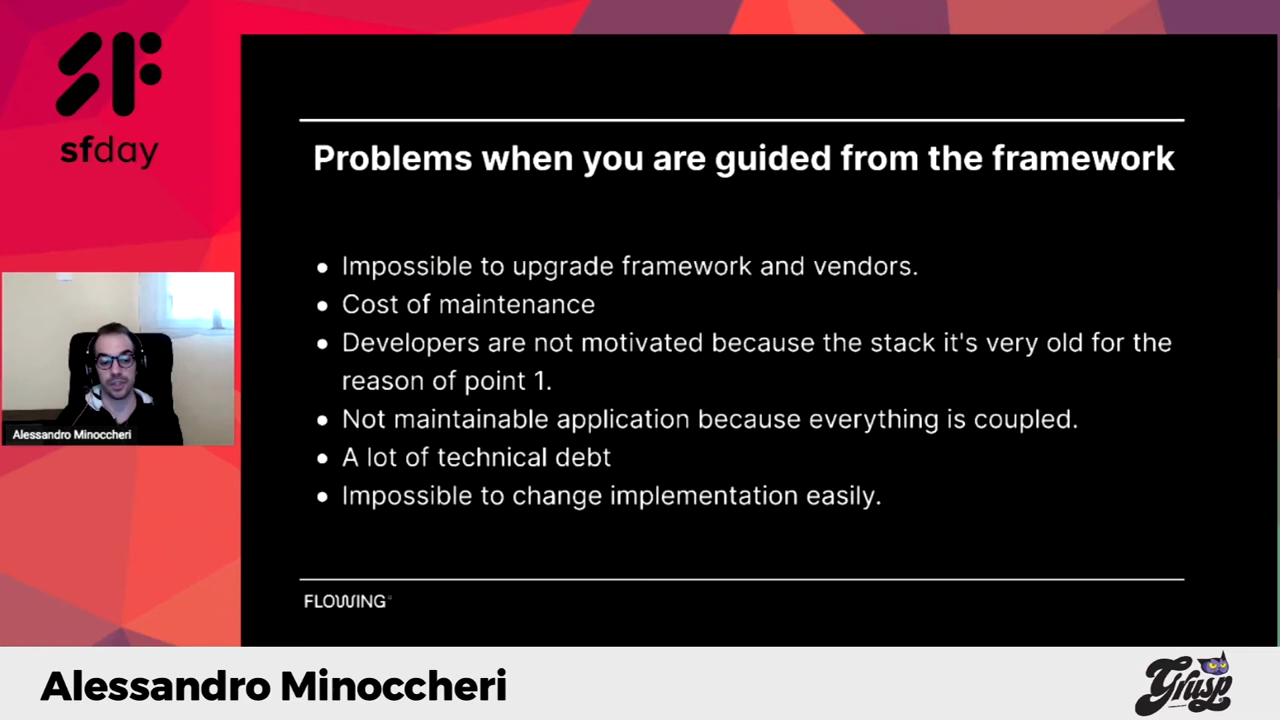 sfday
Problems when you are guided from the framework
Impossible to upgrade framework and vendors.
Cost of maintenance
Developers are not motivated because the stack it's very old for the
reason of point 1.
Not maintainable application because everything is coupled.
A lot of technical debt
Impossible to change implementation easily.
Alessandro Minoccheri
FLOWING
Alessandro Minoccheri
Grusp